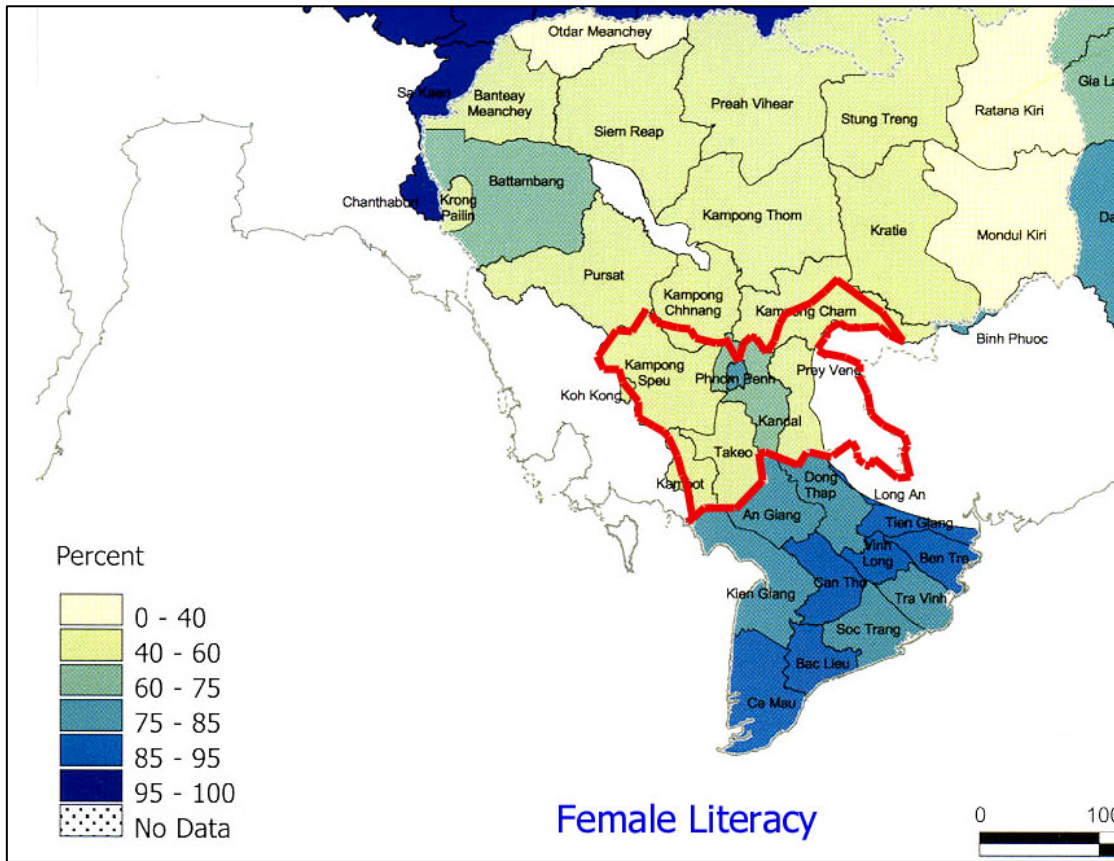 Otdar Meanchey
Sa Kaeo
Banteay
Meanchey
Siem Reap
Preah Vihear
Stung Treng
Ratana Kiri
Gia La
Battambang
Chanthaburi
Krong
Pailin
Kampong Thom
Kratie
Mondul Kiri
Da
Pursat
Kampong
Chhnang
Kampong Cham
Binh Phuoc
Kampong
Speu
Phnom Penh
Prey Veng
Koh Kong
Kandal
Takeo
Kampot
Dong
Thap
Long An
An Giang
Tien Giang
Vinh
Long
Ben Tre
Can Tho
Kien Giang
Tra Vinh
Soc Trang
Bac Lieu
Ca Mau
Percent
0 - 40
40 - 60
60 - 75
75 - 85
85 - 95
95 - 100
No Data
Female Literacy
0 100